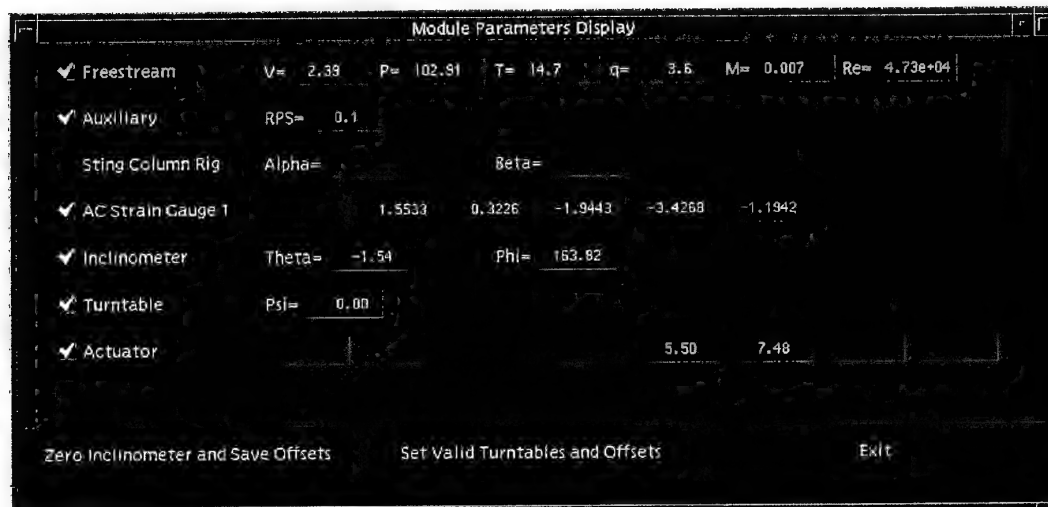 Module Parameters Display
Freestream V= 2.39 P= 102.91 T= 14.7 q= 3.6 M= 0.007 Re= 4.73e+04
Auxiliary RPS= 0.1
Sting Column Rig Alpha= Beta=
AC Strain Gauge 1 1.5533 0.3226 -1.9443 -3.4268 -1.1942
Inclinometer Theta= -1.54 Phi= 163.82
Turntable Psi= 0.00
Actuator 5.50 7.48
Zero Inclinometer and Save Offsets Set Valid Turntables and Offsets Exit